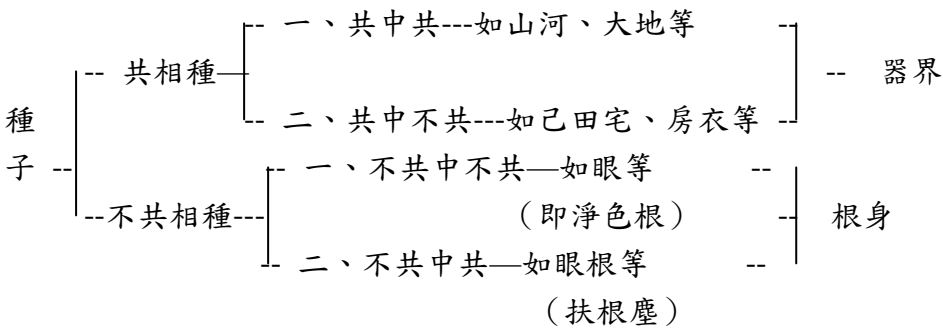 一、共中共---如山河、大地等
-- 共相種— -- 器界
種 二、共中不共---如己田宅、房衣等
子 -- 一、不共中不共—如眼等
--不共相種--- （即淨色根） 根身
二、不共中共—如眼根等
（扶根塵）